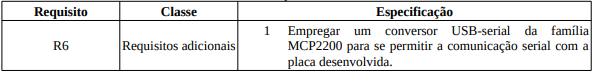 Requisito Classe Especificação
1 Empregar um conversor USB-serial da família
R6 Requisitos adicionais MCP2200 para se permitir a comunicação serial com a
placa desenvolvida.